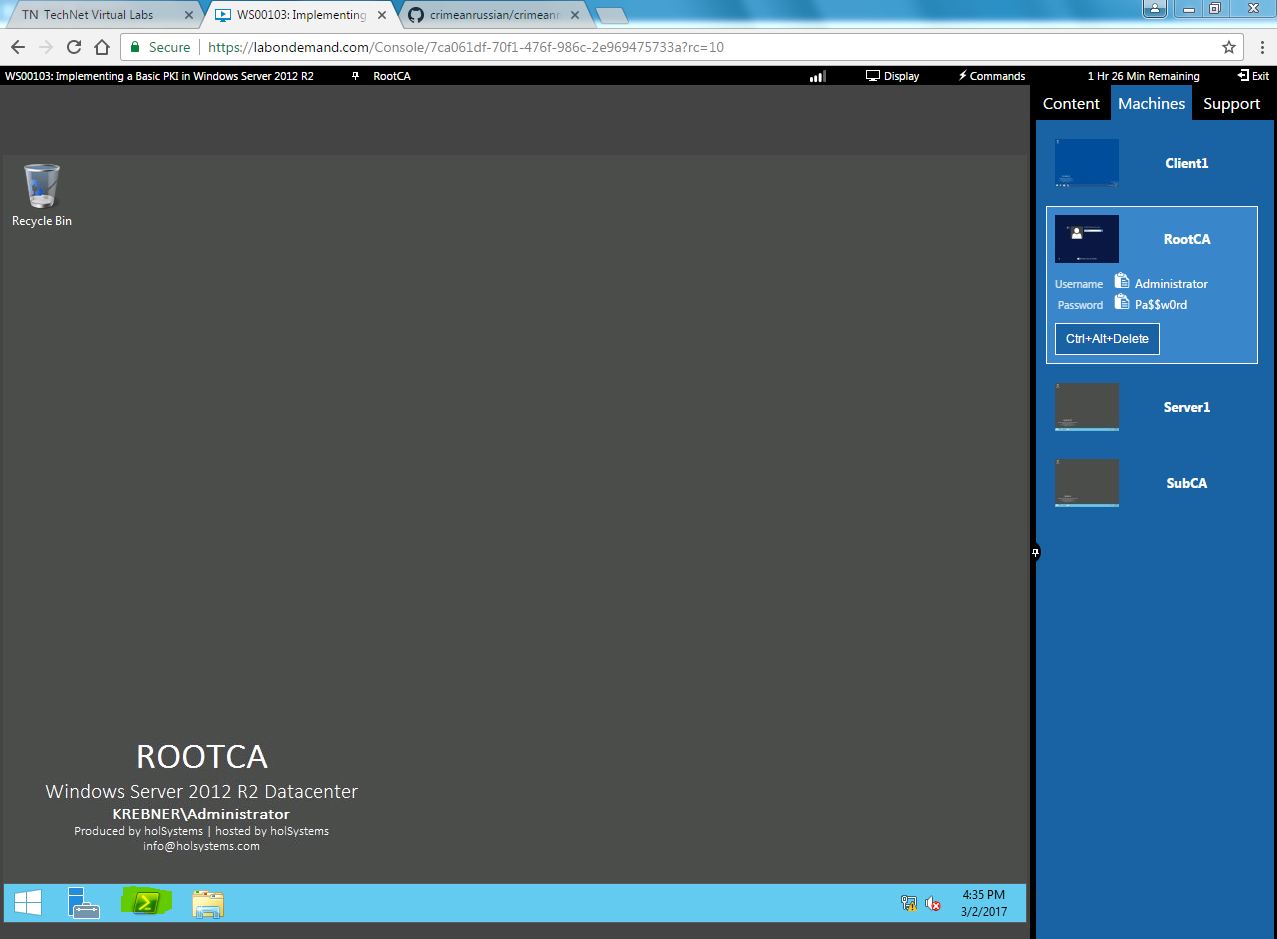 TN TechNet Virtual Labs
WS00103: Implementing
crimeanrussian/crimeanr
Secure
https://labondemand.com/Console/7ca061df-70f1-476f-986c-2e969475733a?rc=10
WS00103: Implementing a Basic PKI in Windows Server 2012 R2 RootCA Display Commands 1 Hr 26 Min Remaining Exit
Content Machines Support
Client1
Recycle Bin
RootCA
Username Administrator
Password Pa$$w0rd
Ctrl+Alt+Delete
Server1
SubCA
ROOTCA
Windows Server 2012 R2 Datacenter
KREBNER\Administrator
Produced by holSystems | hosted by holSystems
info@holsystems.com
4:35 PM
3/2/2017